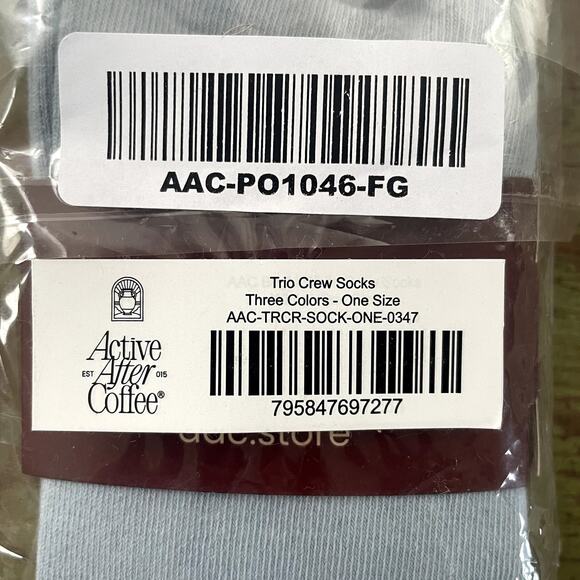 AAC-PO1046-FG
Trio Crew Socks
Three Colors - One Size
AAC-TRCR-SOCK-ONE-0347
Active
EST After 015
Coffee®
795847697277
aac.store